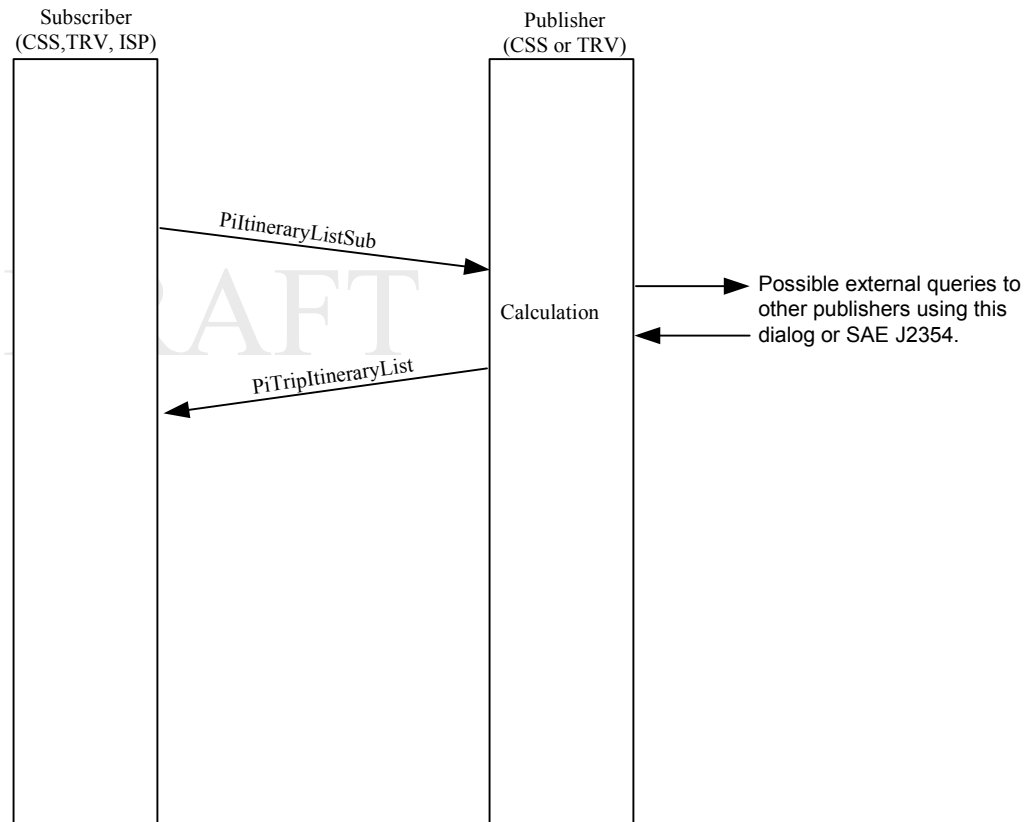 Subscriber
(CSS,TRV, ISP)
Publisher
(CSS or TRV)
PiItineraryListSub
RAFT
Calculation
Possible external queries to
other publishers using this
dialog or SAE J2354.
PiTripItineraryList